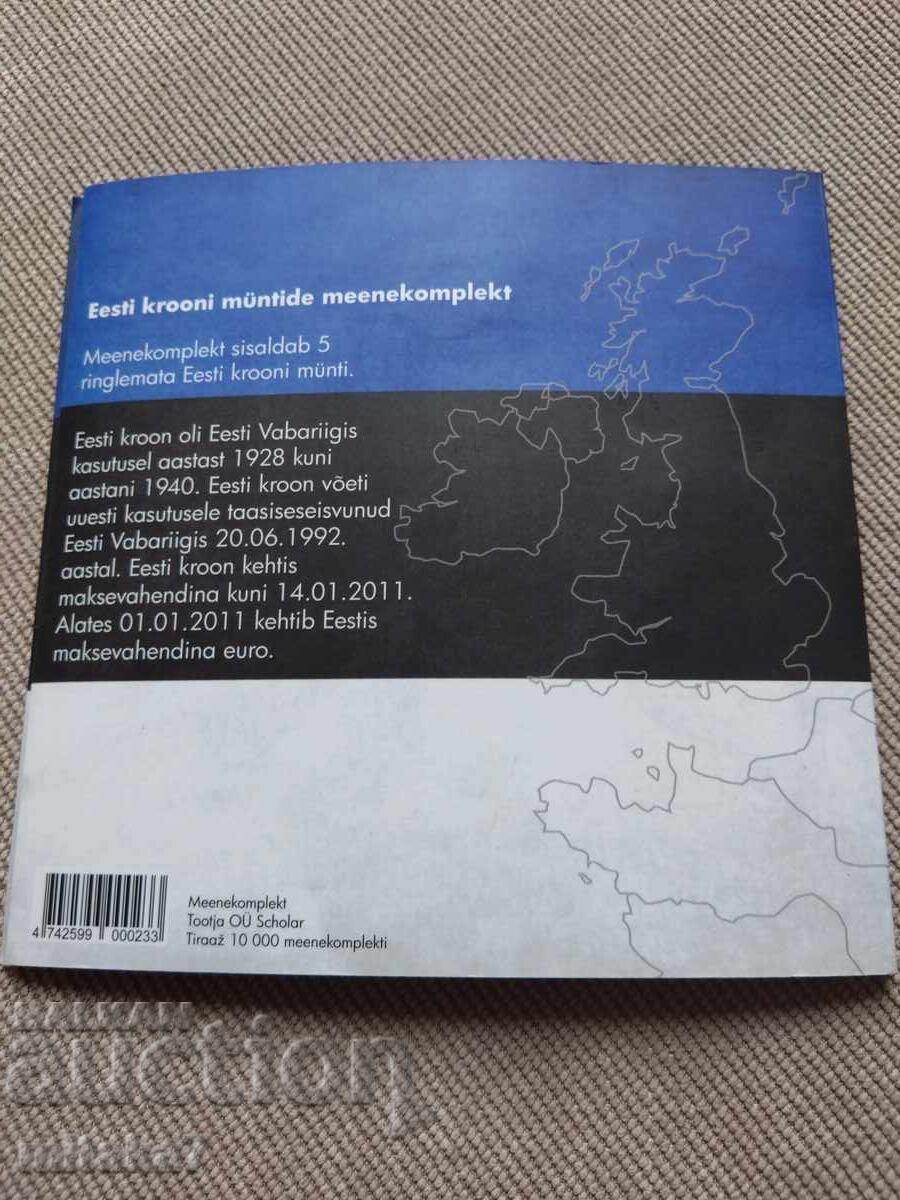 Eesti krooni müntide meenekomplekt
Meenekomplekt sisaldab 5
ringlemata Eesti krooni münti.
Eesti kroon oli Eesti Vabariigis
kasutusel aastast 1928 kuni
aastani 1940. Eesti kroon võeti
uuesti kasutusele taasiseseisvunud
Eesti Vabariigis 20.06.1992.
aastal. Eesti kroon kehtis
maksevahendina kuni 14.01.2011.
Alates 01.01.2011 kehtib Eestis
maksevahendina euro.
4 742599 000233
Meenekomplekt
Tootja OÜ Scholar
Tiraaž 10 000 meenekomplekti
BALKAN
auction
mitaka7